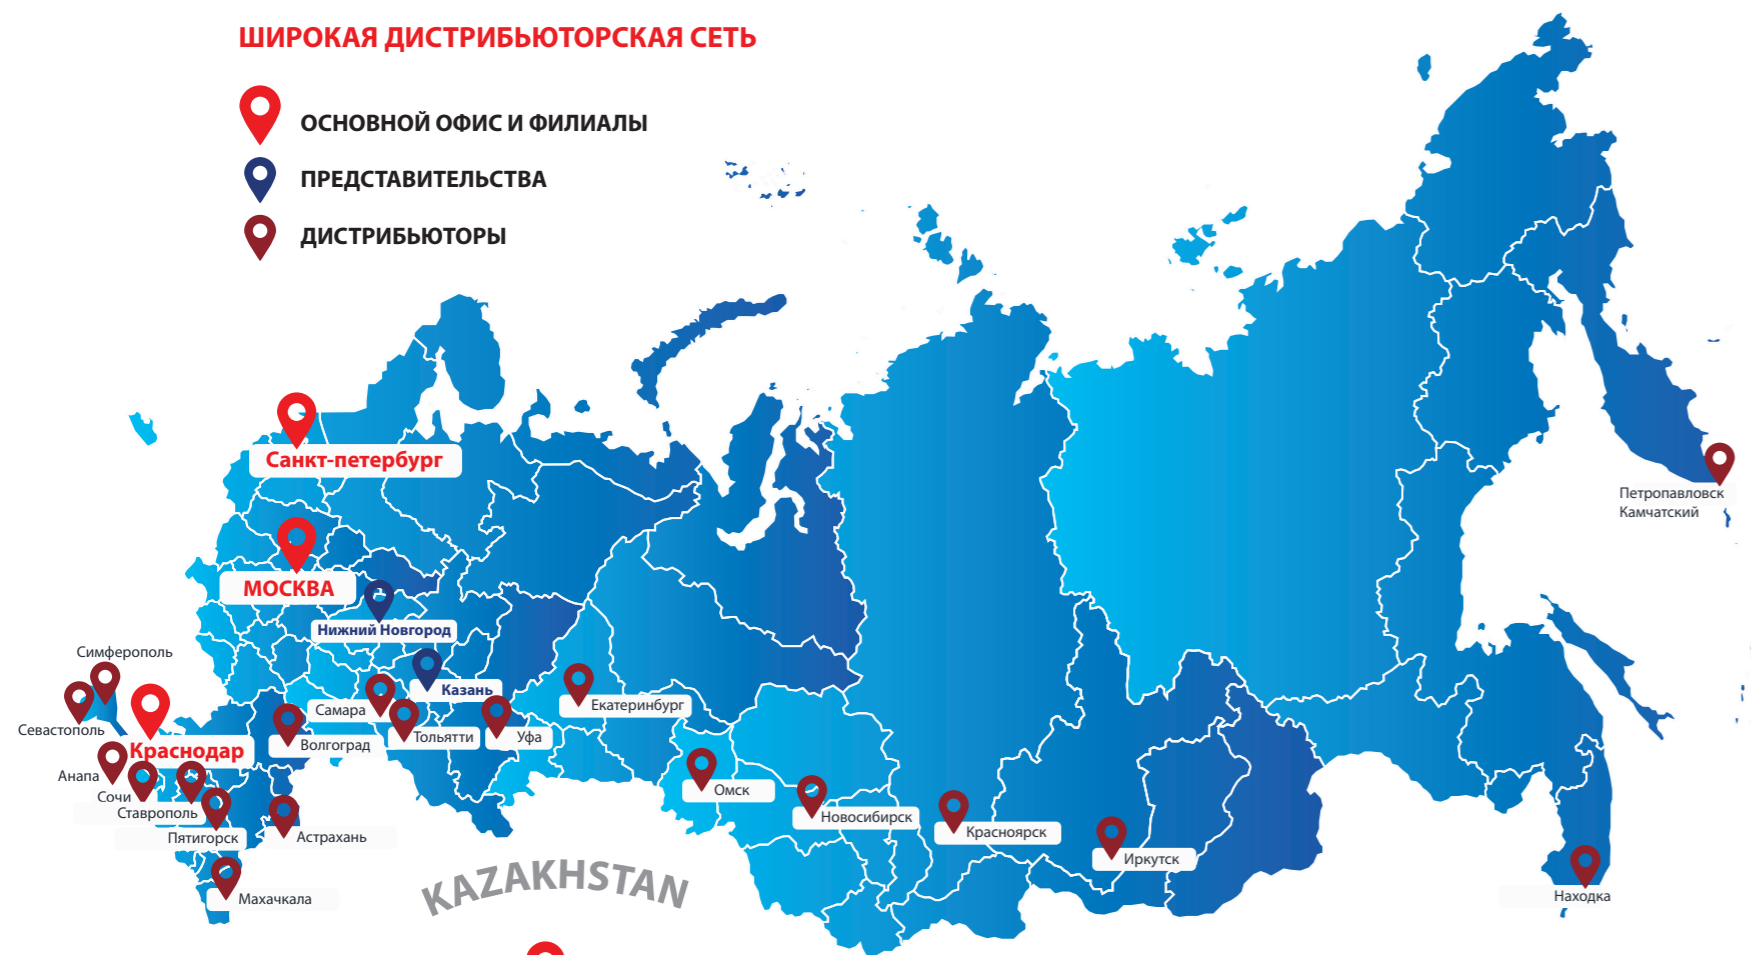 ШИРОКАЯ ДИСТРИБЬЮТОРСКАЯ СЕТЬ
ОСНОВНОЙ ОФИС И ФИЛИАЛЫ
ПРЕДСТАВИТЕЛЬСТВА
ДИСТРИБЬЮТОРЫ
Санкт-петербург
Петропавловск
Камчатский
МОСКВА
Нижний Новгород
Симферополь
Казань
Екатеринбург
Самара
Севастополь
Тольятти
Уфа
Волгоград
Краснодар
Анапа
Омск
Сочи
Ставрополь
Новосибирск
Красноярск
Пятигорск
Астрахань
Иркутск
KAZAKHSTAN
Находка
Махачкала